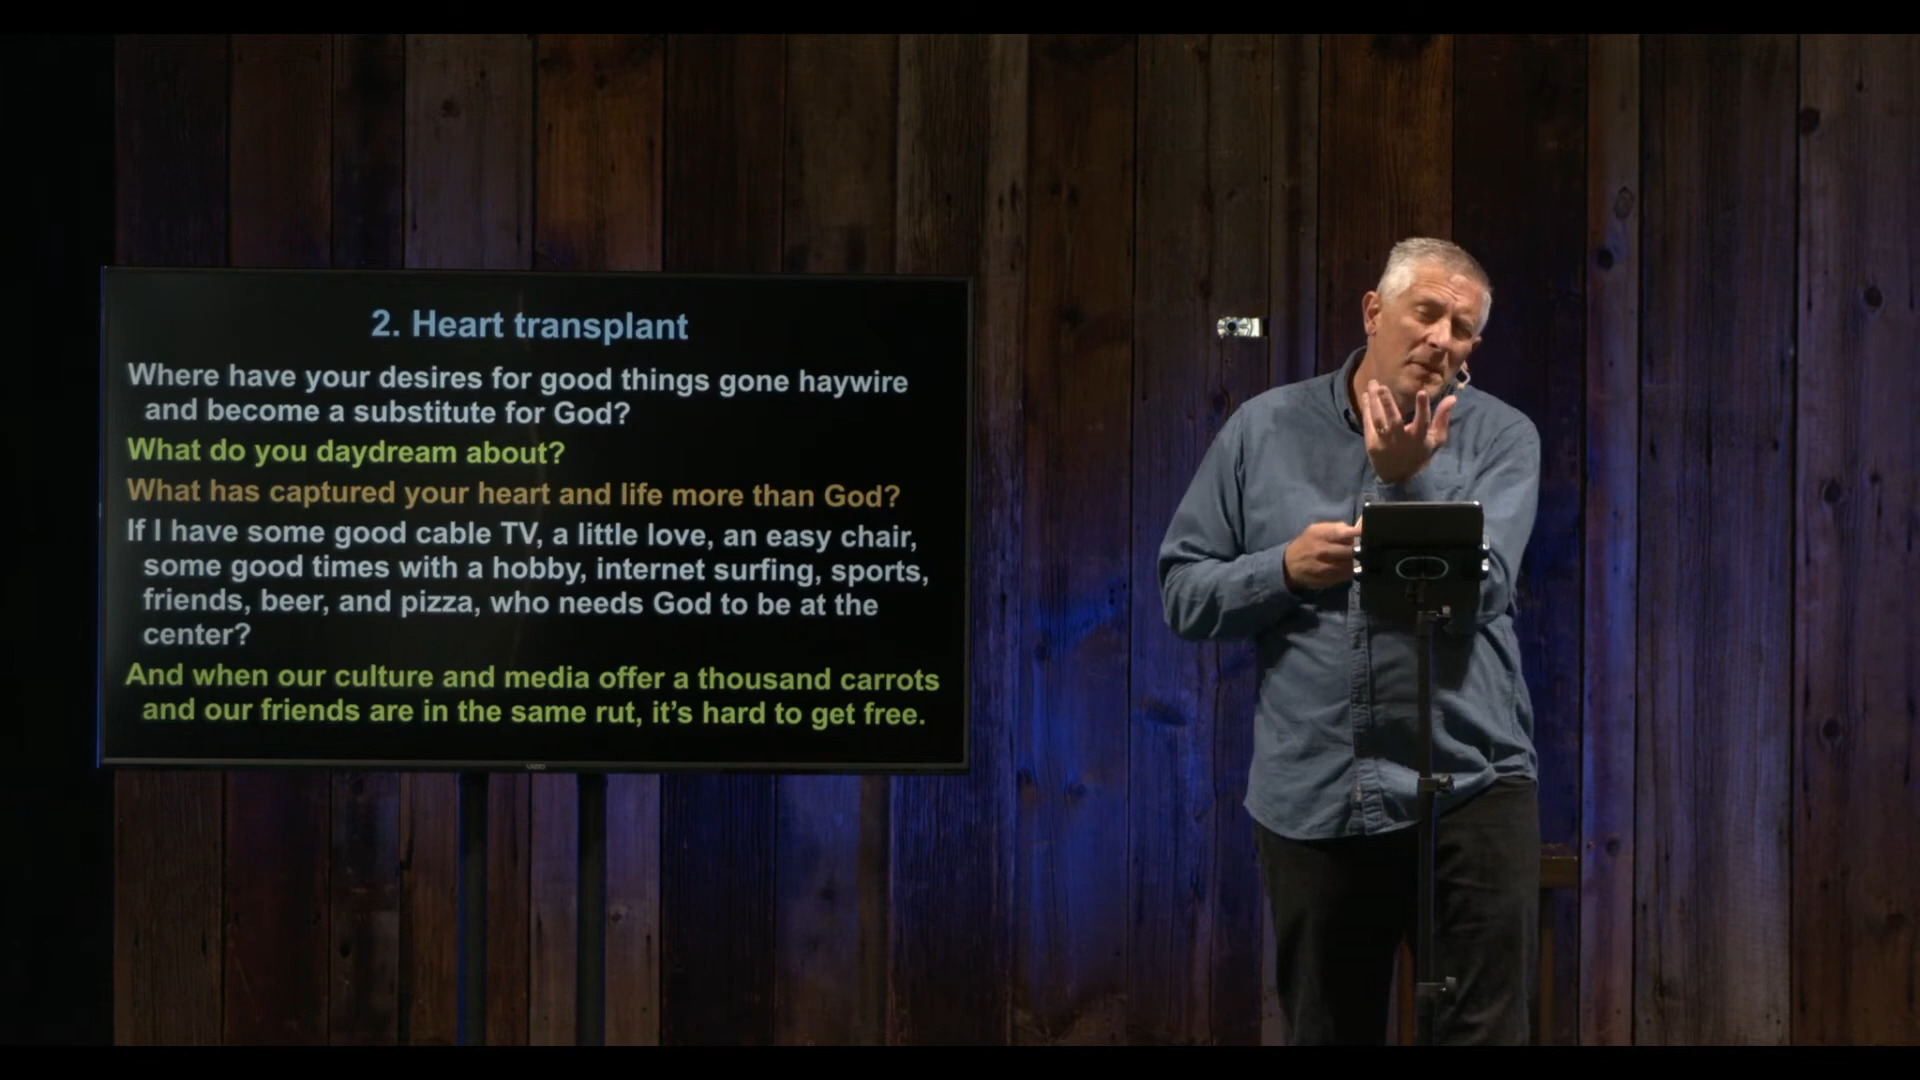 2. Heart transplant
Where have your desires for good things gone haywire
and become a substitute for God?
What do you daydream about?
What has captured your heart and life more than God?
If I have some good cable TV, a little love, an easy chair,
some good times with a hobby, internet surfing, sports,
friends, beer, and pizza, who needs God to be at the
center?
And when our culture and media offer a thousand carrots
and our friends are in the same rut, it's hard to get free.
VIZIO